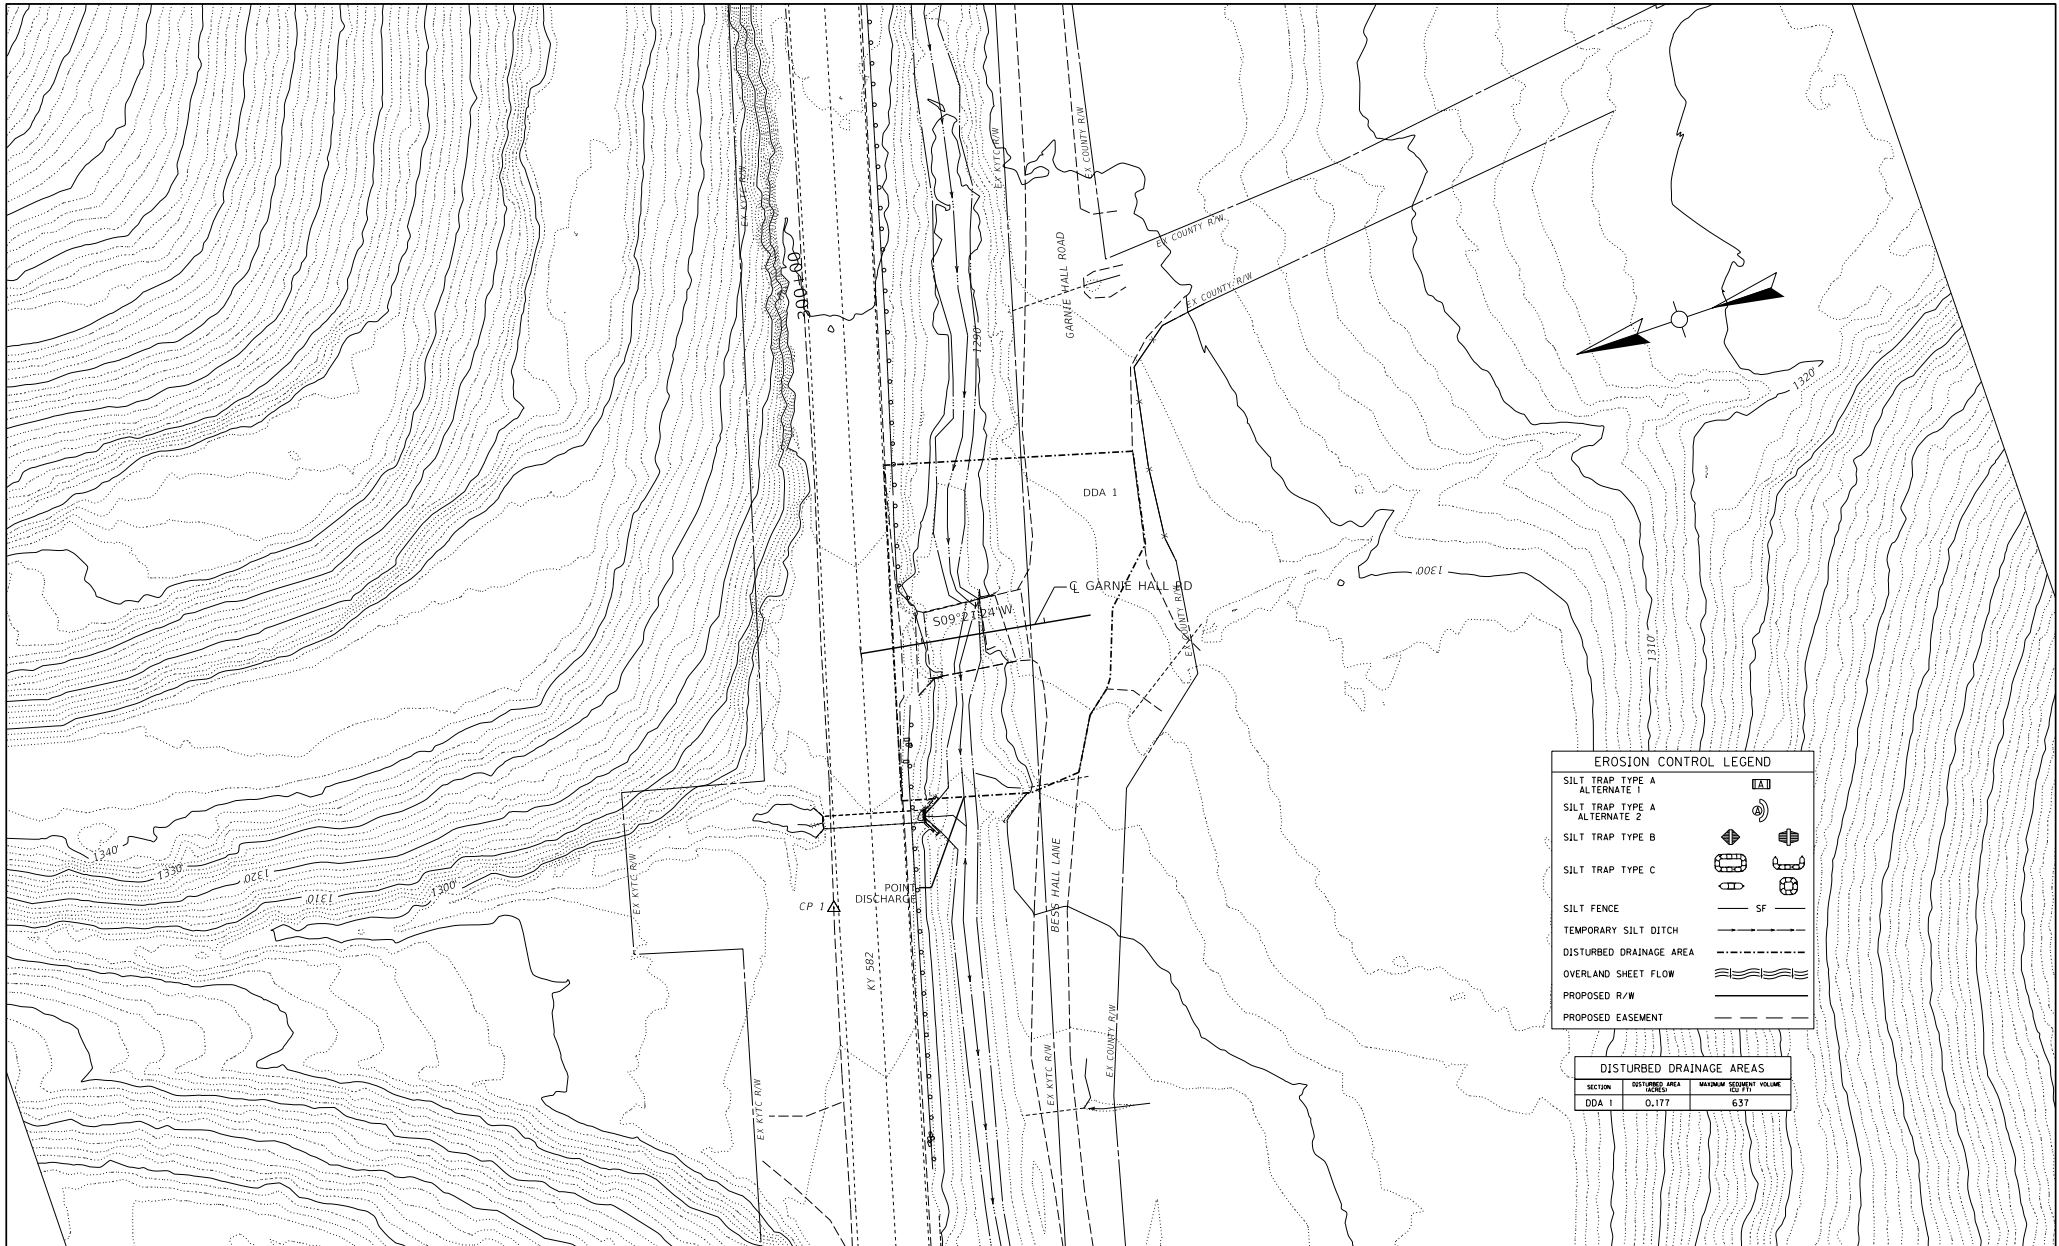 EX KYTC R/W
300+00
EX KYTC R/W
EX COUNTY R/W
GARNIE HALL ROAD
EX COUNTY R/W
EX COUNTY R/W
1290'
1320'
DDA 1
℄ GARNIE HALL RD
S09°21'24"W
EX COUNTY R/W
1300'
1310'
1340'
1330'
1320'
1310'
1300'
EX KYTC R/W
CP 1
POINT
DISCHARGE
KY 582
BESS HALL LANE
EX KYTC R/W
EX KYTC R/W
EX COUNTY R/W
EROSION CONTROL LEGEND
SILT TRAP TYPE A
ALTERNATE 1
A
SILT TRAP TYPE A
ALTERNATE 2
A
SILT TRAP TYPE B
SILT TRAP TYPE C
SILT FENCE
SF
TEMPORARY SILT DITCH
DISTURBED DRAINAGE AREA
OVERLAND SHEET FLOW
PROPOSED R/W
PROPOSED EASEMENT
DISTURBED DRAINAGE AREAS
SECTION
DISTURBED AREA
(ACRES)
MAXIMUM SEDIMENT VOLUME
(CU FT)
DDA 1
0.177
637